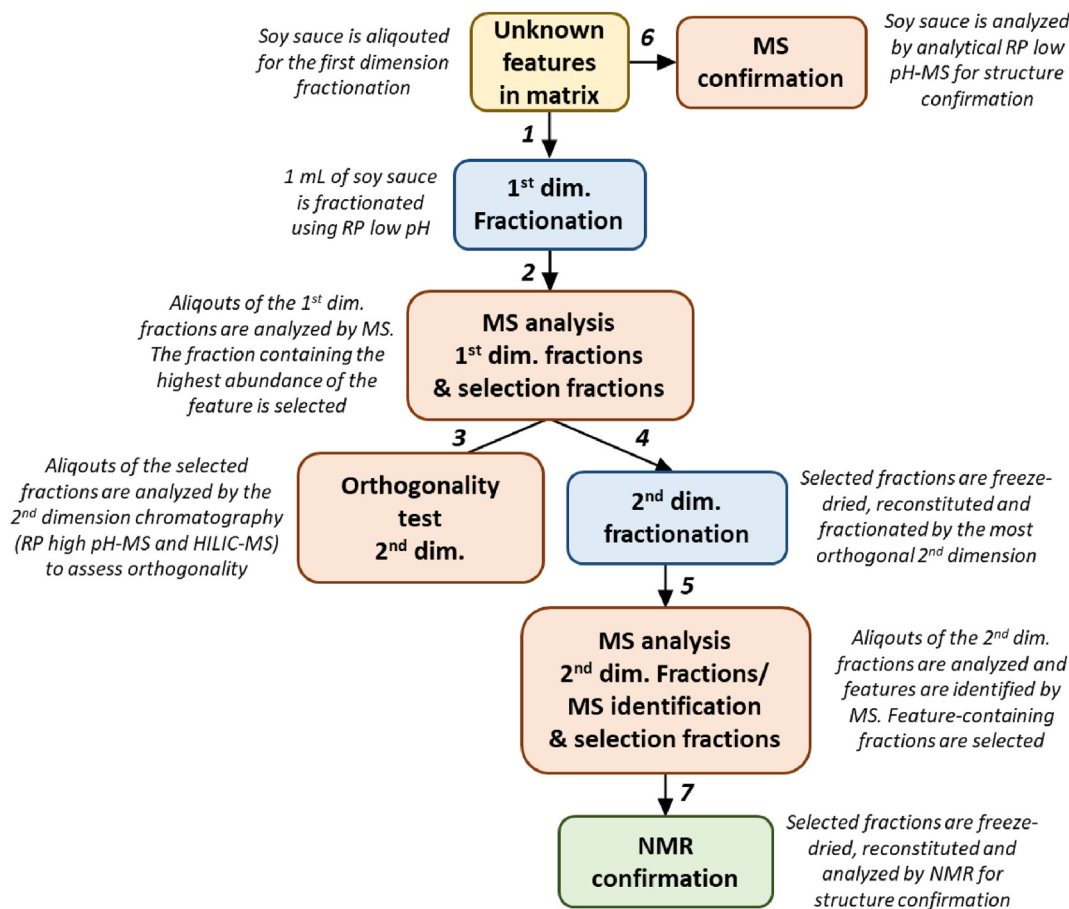 Soy sauce is aliqouted
for the first dimension
fractionation
Unknown
features
in matrix
6
MS
confirmation
Soy sauce is analyzed
by analytical RP low
pH-MS for structure
confirmation
1
1 mL of soy sauce
is fractionated
using RP low pH
1st dim.
Fractionation
2
Aliqouts of the 1st dim.
fractions are analyzed by MS.
The fraction containing the
highest abundance of the
feature is selected
MS analysis
1st dim. fractions
& selection fractions
3
4
Aliqouts of the selected
fractions are analyzed by the
2nd dimension chromatography
(RP high pH-MS and HILIC-MS)
to assess orthogonality
Orthogonality
test
2nd dim.
2nd dim.
fractionation
Selected fractions are freeze-
dried, reconstituted and
fractionated by the most
orthogonal 2nd dimension
5
MS analysis
2nd dim. Fractions/
MS identification
& selection fractions
Aliqouts of the 2nd dim.
fractions are analyzed and
features are identified by
MS. Feature-containing
fractions are selected
7
NMR
confirmation
Selected fractions are freeze-
dried, reconstituted and
analyzed by NMR for
structure confirmation